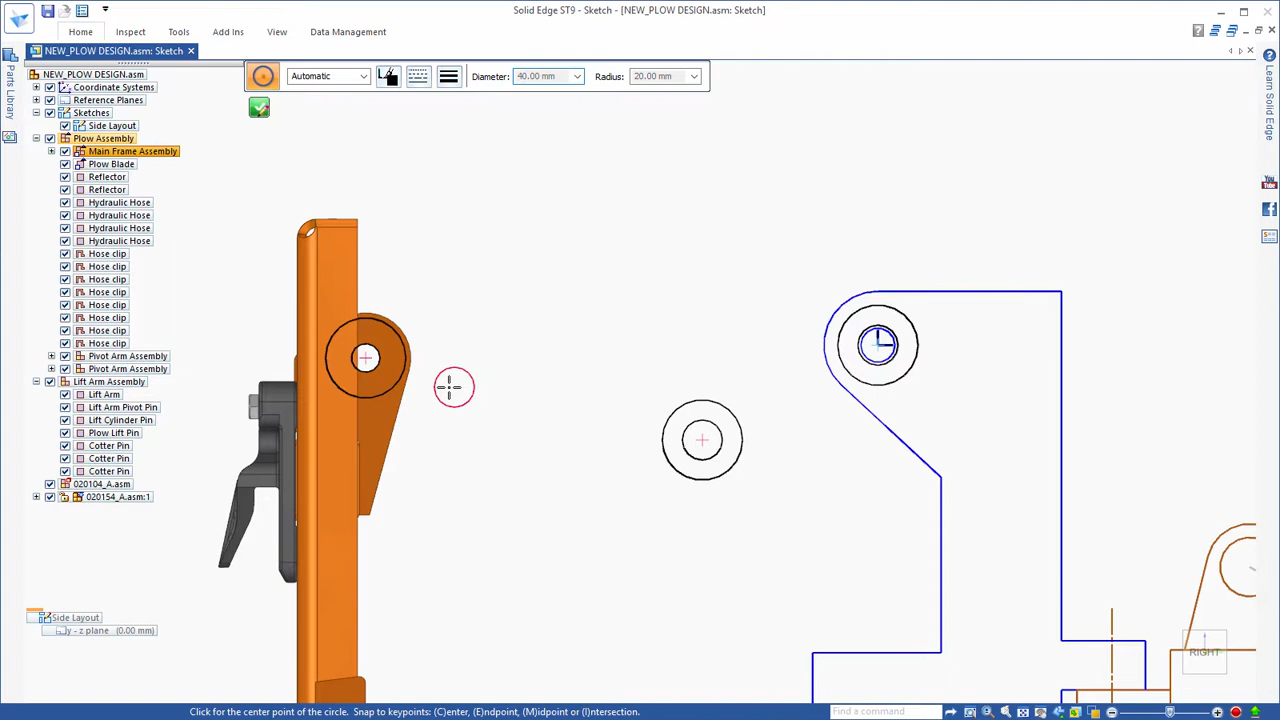 Solid Edge ST9 - Sketch - [NEW_PLOW DESIGN.asm: Sketch]
Home Inspect Tools Add Ins View Data Management
NEW_PLOW DESIGN.asm: Sketch
Automatic Diameter: 40.00 mm Radius: 20.00 mm
Parts Library
Learn Solid Edge
You Tube
NEW_PLOW DESIGN.asm
Coordinate Systems
Reference Planes
Sketches
Side Layout
Plow Assembly
Main Frame Assembly
Plow Blade
Reflector
Reflector
Hydraulic Hose
Hydraulic Hose
Hydraulic Hose
Hydraulic Hose
Hose clip
Hose clip
Hose clip
Hose clip
Hose clip
Hose clip
Hose clip
Hose clip
Pivot Arm Assembly
Pivot Arm Assembly
Lift Arm Assembly
Lift Arm
Lift Arm Pivot Pin
Lift Cylinder Pin
Plow Lift Pin
Cotter Pin
Cotter Pin
Cotter Pin
020104_A.asm
020154_A.asm:1
Side Layout
y - z plane (0.00 mm)
RIGHT
Click for the center point of the circle. Snap to keypoints: (C)enter, (E)ndpoint, (M)idpoint or (I)ntersection.
Find a command